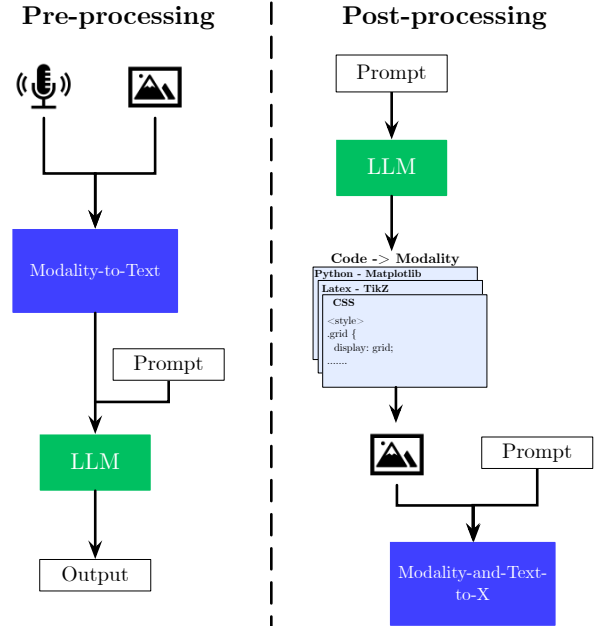 Pre-processing
Modality-to-Text
Prompt
LLM
Output
Post-processing
Prompt
LLM
Code -> Modality
Python - Matplotlib
Latex - TikZ
CSS
<style>
.grid {
display: grid;
.......
Prompt
Modality-and-Text-
to-X